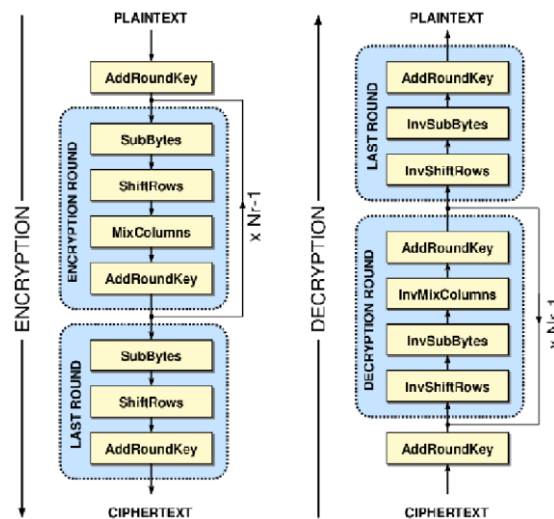 PLAINTEXT
AddRoundKey
ENCRYPTION ROUND
SubBytes
ShiftRows
MixColumns
AddRoundKey
x Nr-1
LAST ROUND
SubBytes
ShiftRows
AddRoundKey
CIPHERTEXT
ENCRYPTION
PLAINTEXT
LAST ROUND
AddRoundKey
InvSubBytes
InvShiftRows
DECRYPTION ROUND
AddRoundKey
InvMixColumns
InvSubBytes
InvShiftRows
x Nr-1
AddRoundKey
CIPHERTEXT
DECRYPTION